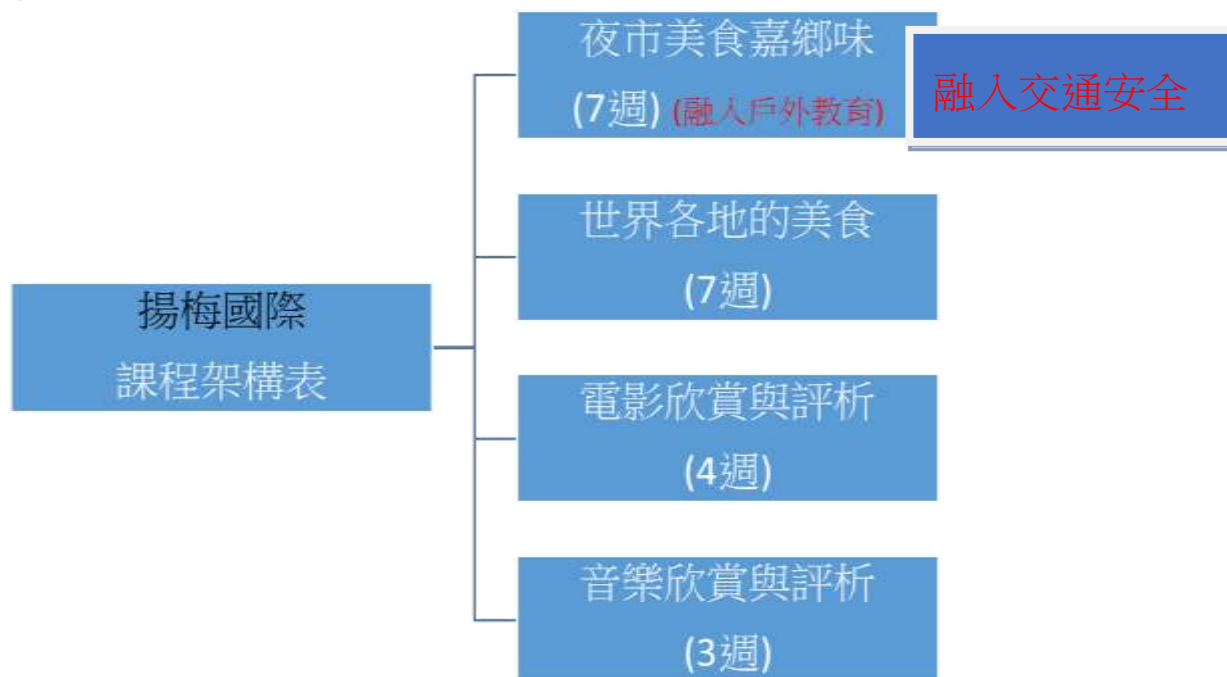 夜市美食嘉鄉味
(7週) (融入戶外教育)
融入交通安全
世界各地的美食
(7週)
揚梅國際
課程架構表
電影欣賞與評析
(4週)
音樂欣賞與評析
(3週)